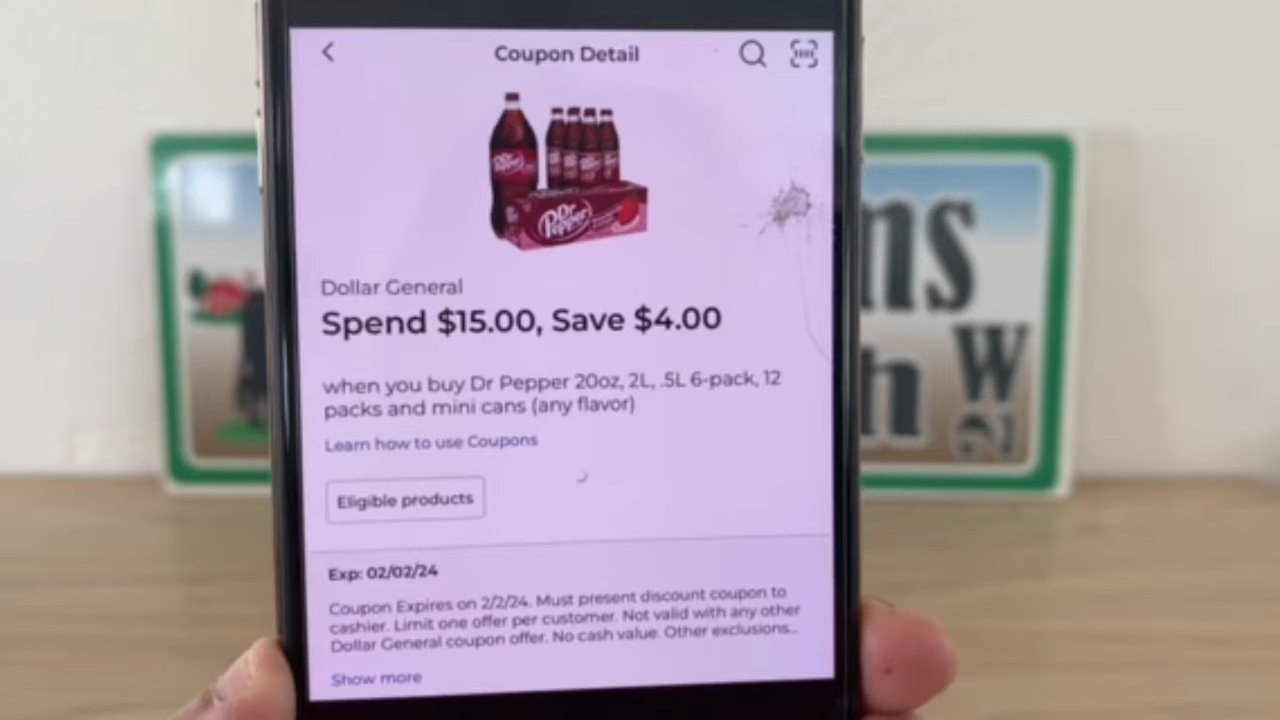 Coupon Detail
Dr Pepper
Dr Pepper
Dollar General
Spend $15.00, Save $4.00
when you buy Dr Pepper 20oz, 2L, .5L 6-pack, 12
packs and mini cans (any flavor)
Learn how to use Coupons
Eligible products
Exp: 02/02/24
Coupon Expires on 2/2/24. Must present discount coupon to
cashier. Limit one offer per customer. Not valid with any other
Dollar General coupon offer. No cash value. Other exclusions...
Show more
ns
h
W